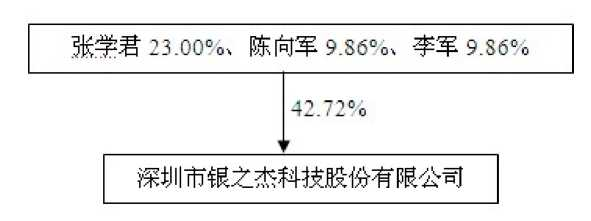 张学君 23.00%、陈向军 9.86%、李军 9.86%
42.72%
深圳市银之杰科技股份有限公司